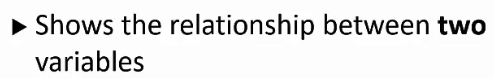 ▶ Shows the relationship between two
variables